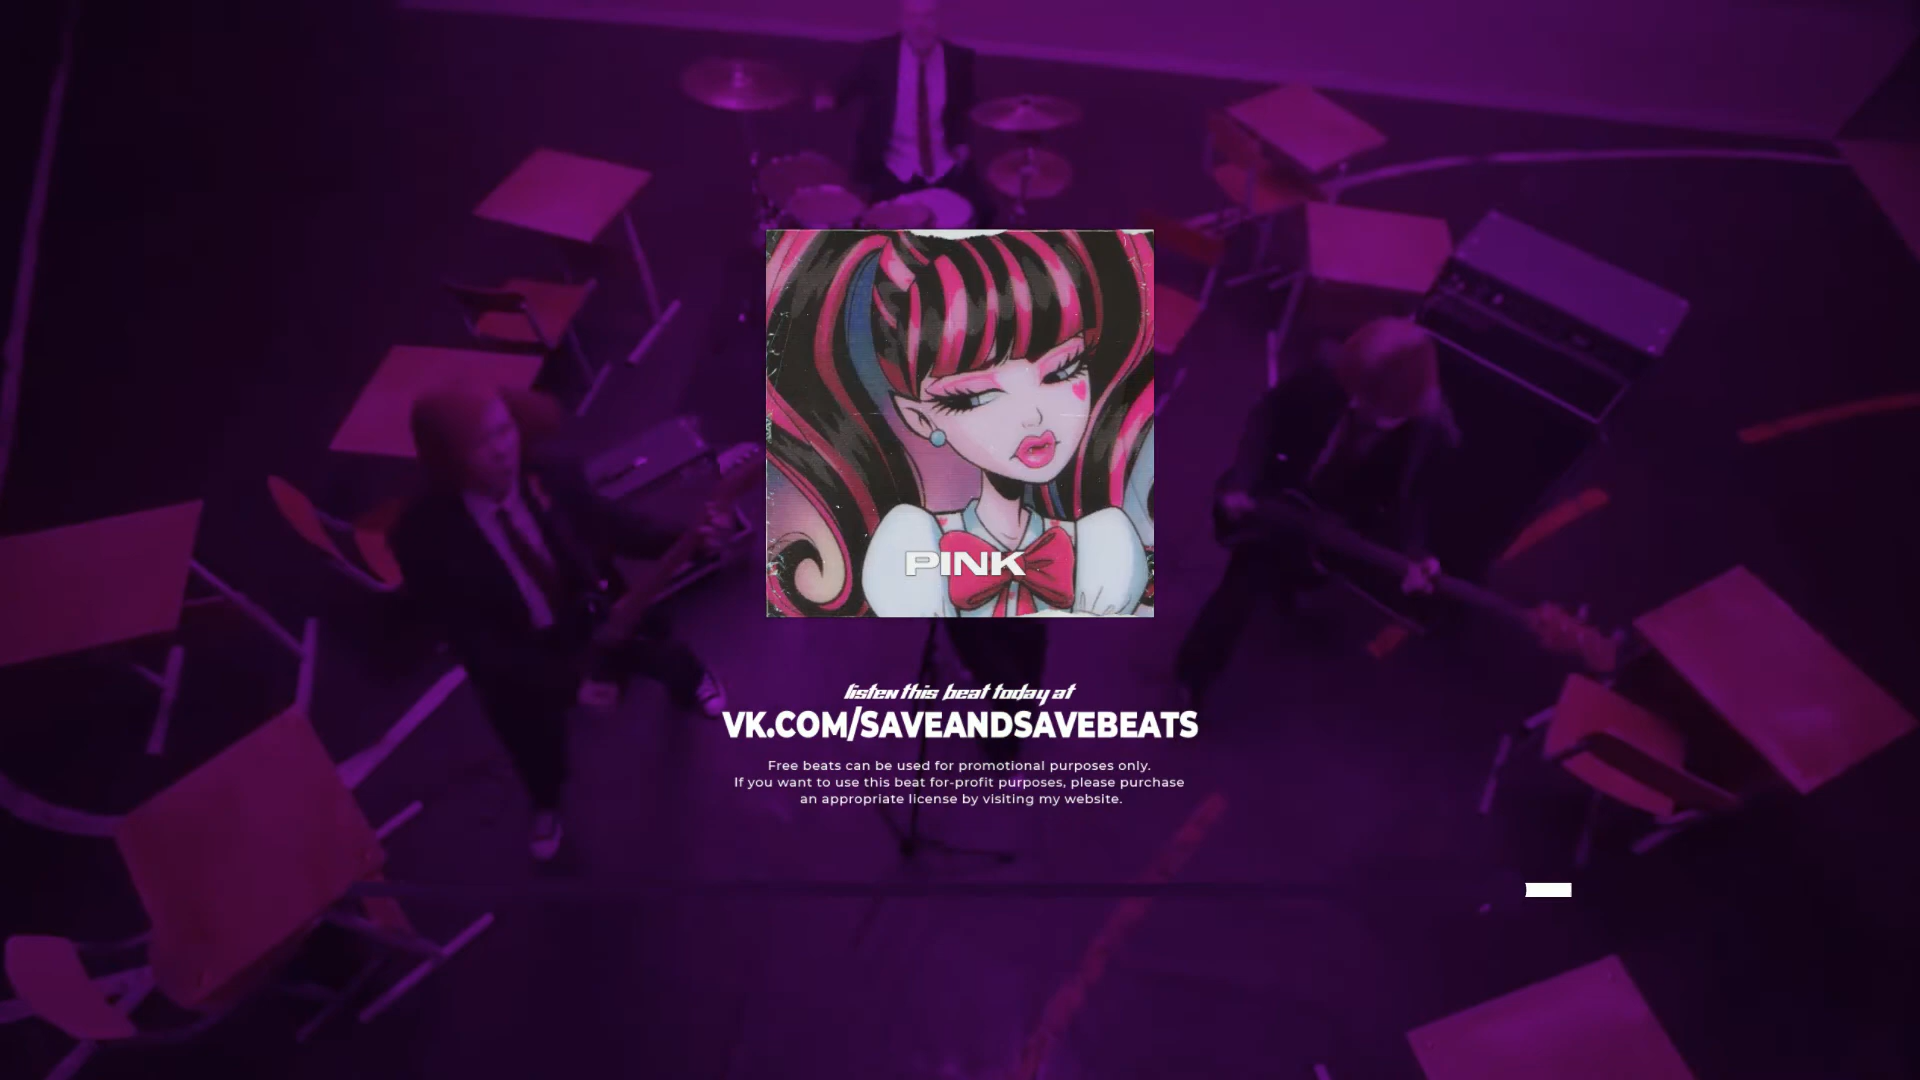 PINK
listen this beat today at
VK.COM/SAVEANDSAVEBEATS
Free beats can be used for promotional purposes only.
If you want to use this beat for-profit purposes, please purchase
an appropriate license by visiting my website.